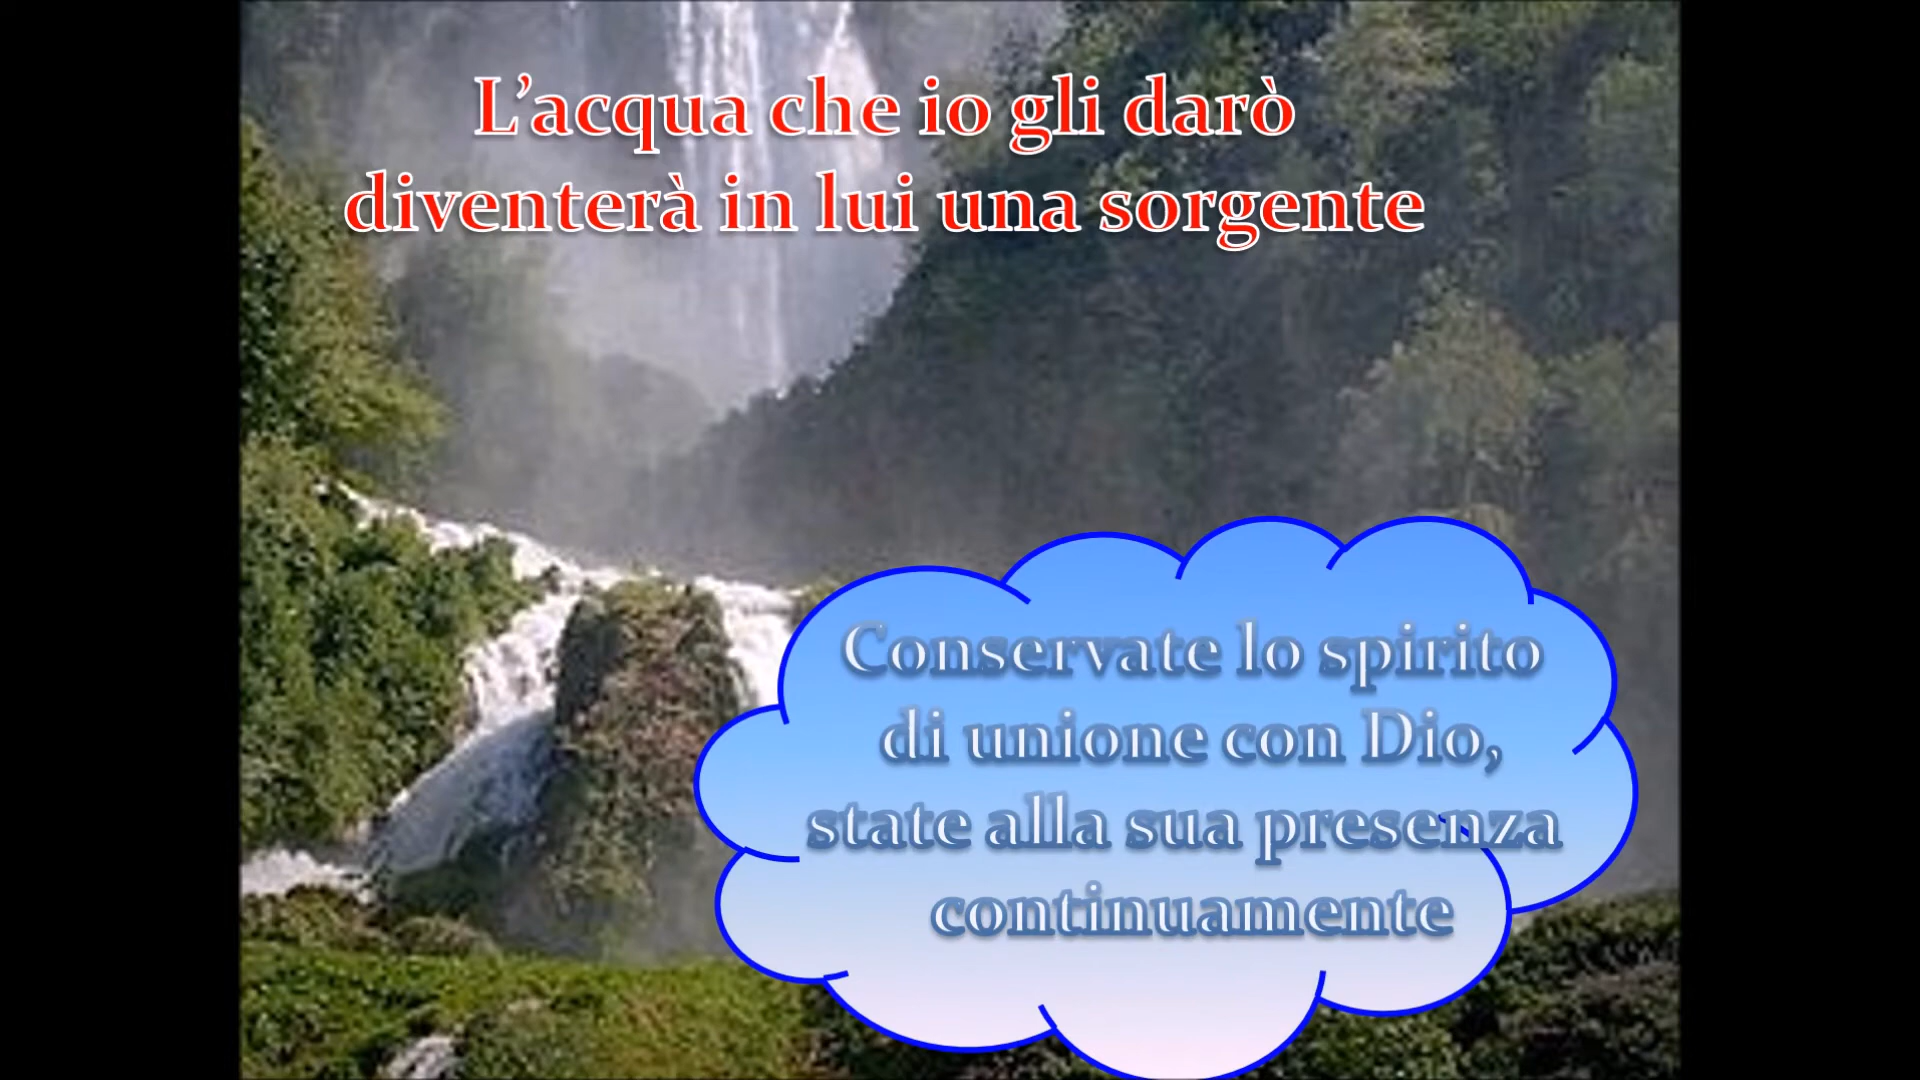 L’acqua che io gli darò
diventerà in lui una sorgente
Conservate lo spirito
di unione con Dio,
state alla sua presenza
continuamente